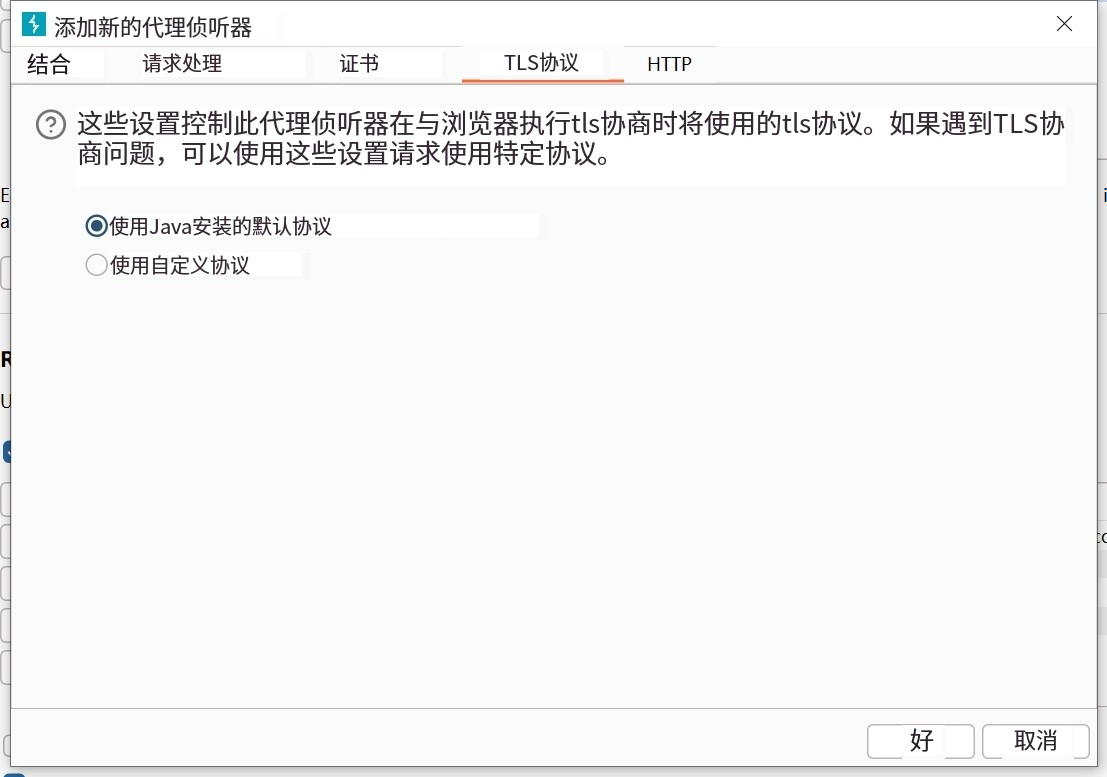 添加新的代理侦听器
结合 请求处理 证书 TLS协议 HTTP
这些设置控制此代理侦听器在与浏览器执行tls协商时将使用的tls协议。如果遇到TLS协
商问题，可以使用这些设置请求使用特定协议。
使用Java安装的默认协议
使用自定义协议
好 取消